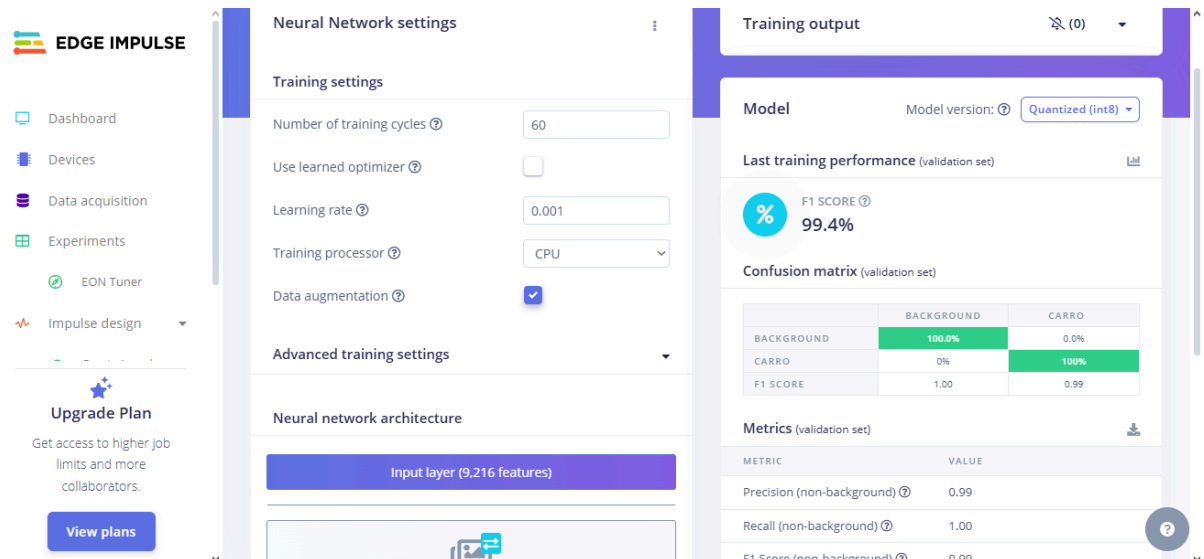 EDGE IMPULSE
Dashboard
Devices
Data acquisition
Experiments
EON Tuner
Impulse design
Upgrade Plan
Get access to higher job
limits and more
collaborators.
View plans
Neural Network settings
Training settings
Number of training cycles
60
Use learned optimizer
Learning rate
0.001
Training processor
CPU
Data augmentation
Advanced training settings
Neural network architecture
Input layer (9,216 features)
Training output
(0)
Model
Model version:
Quantized (int8)
Last training performance (validation set)
%
F1 SCORE
99.4%
Confusion matrix (validation set)
BACKGROUND CARRO
BACKGROUND 100.0% 0.0%
CARRO 0% 100%
F1 SCORE 1.00 0.99
Metrics (validation set)
METRIC VALUE
Precision (non-background) 0.99
Recall (non-background) 1.00
F1 Score (non-background) 0.99